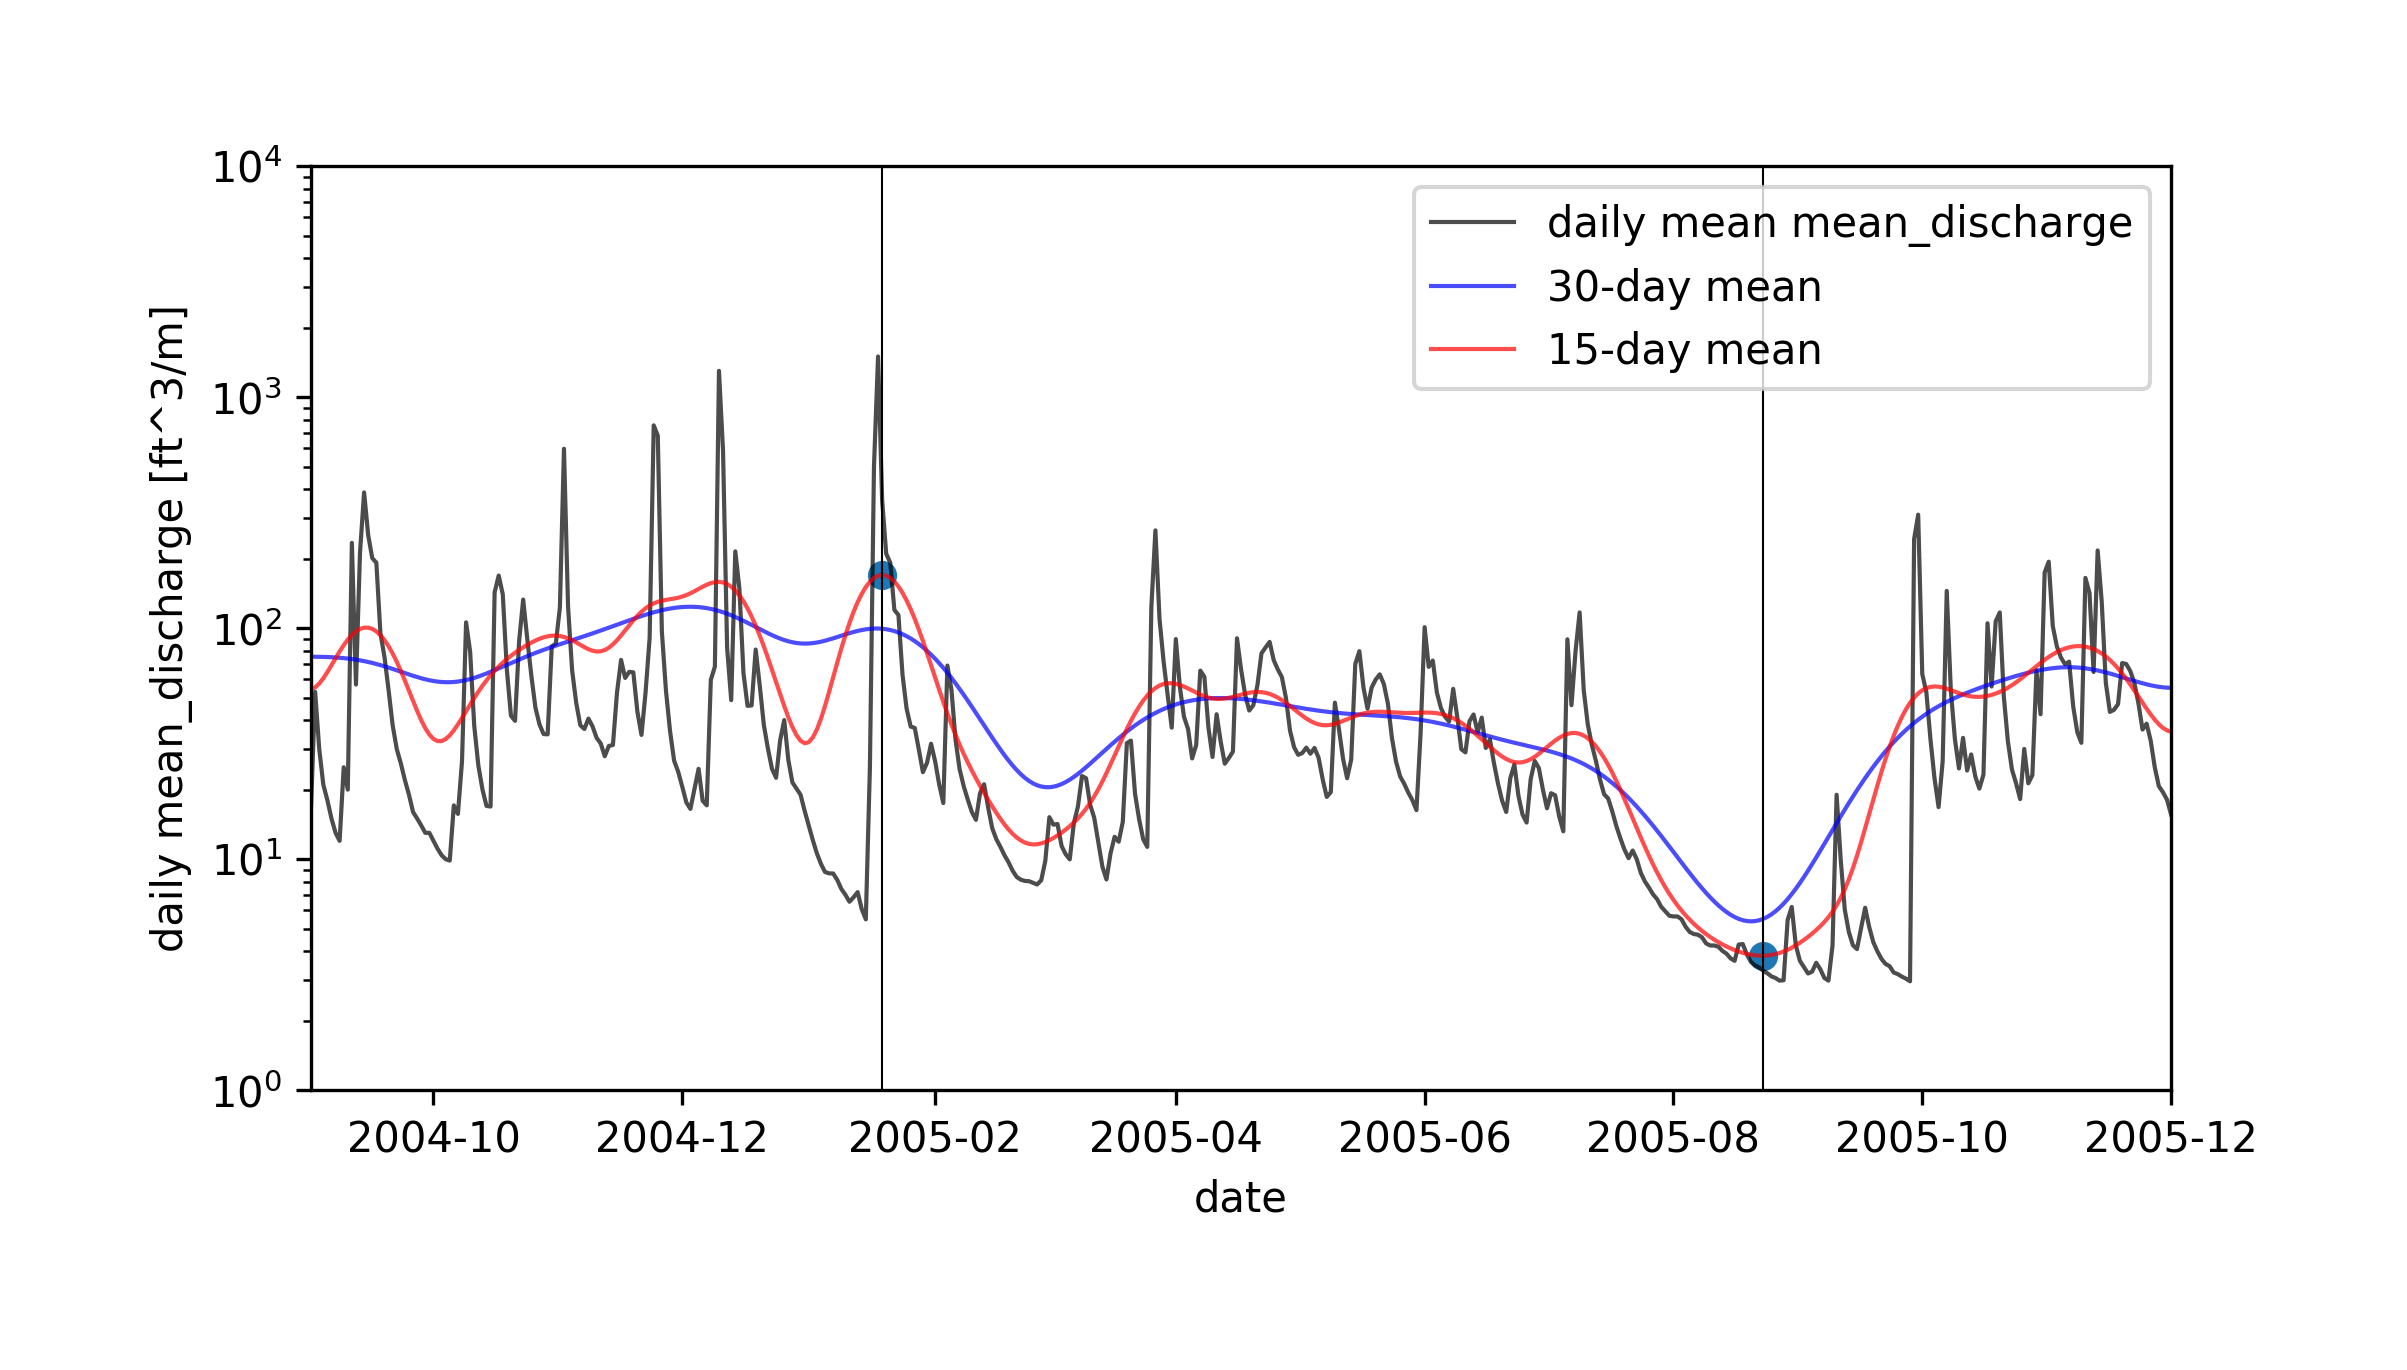 daily mean mean_discharge [ft^3/m]
10^4
10^3
10^2
10^1
10^0
daily mean mean_discharge
30-day mean
15-day mean
2004-10 2004-12 2005-02 2005-04 2005-06 2005-08 2005-10 2005-12
date